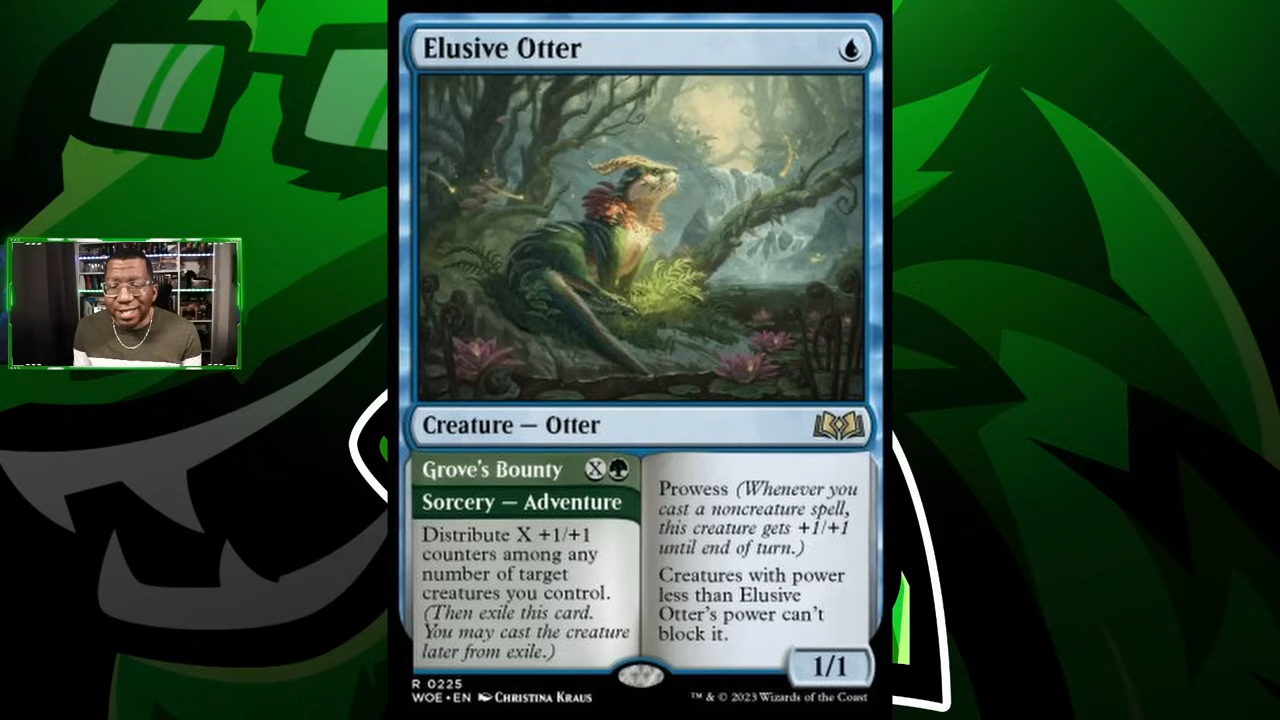 Elusive Otter
Creature — Otter
Grove's Bounty X
Sorcery — Adventure
Distribute X +1/+1
counters among any
number of target
creatures you control.
(Then exile this card.
You may cast the creature
later from exile.)
Prowess (Whenever you
cast a noncreature spell,
this creature gets +1/+1
until end of turn.)
Creatures with power
less than Elusive
Otter's power can't
block it.
1/1
R 0225
WOE • EN Christina Kraus
™ & © 2023 Wizards of the Coast